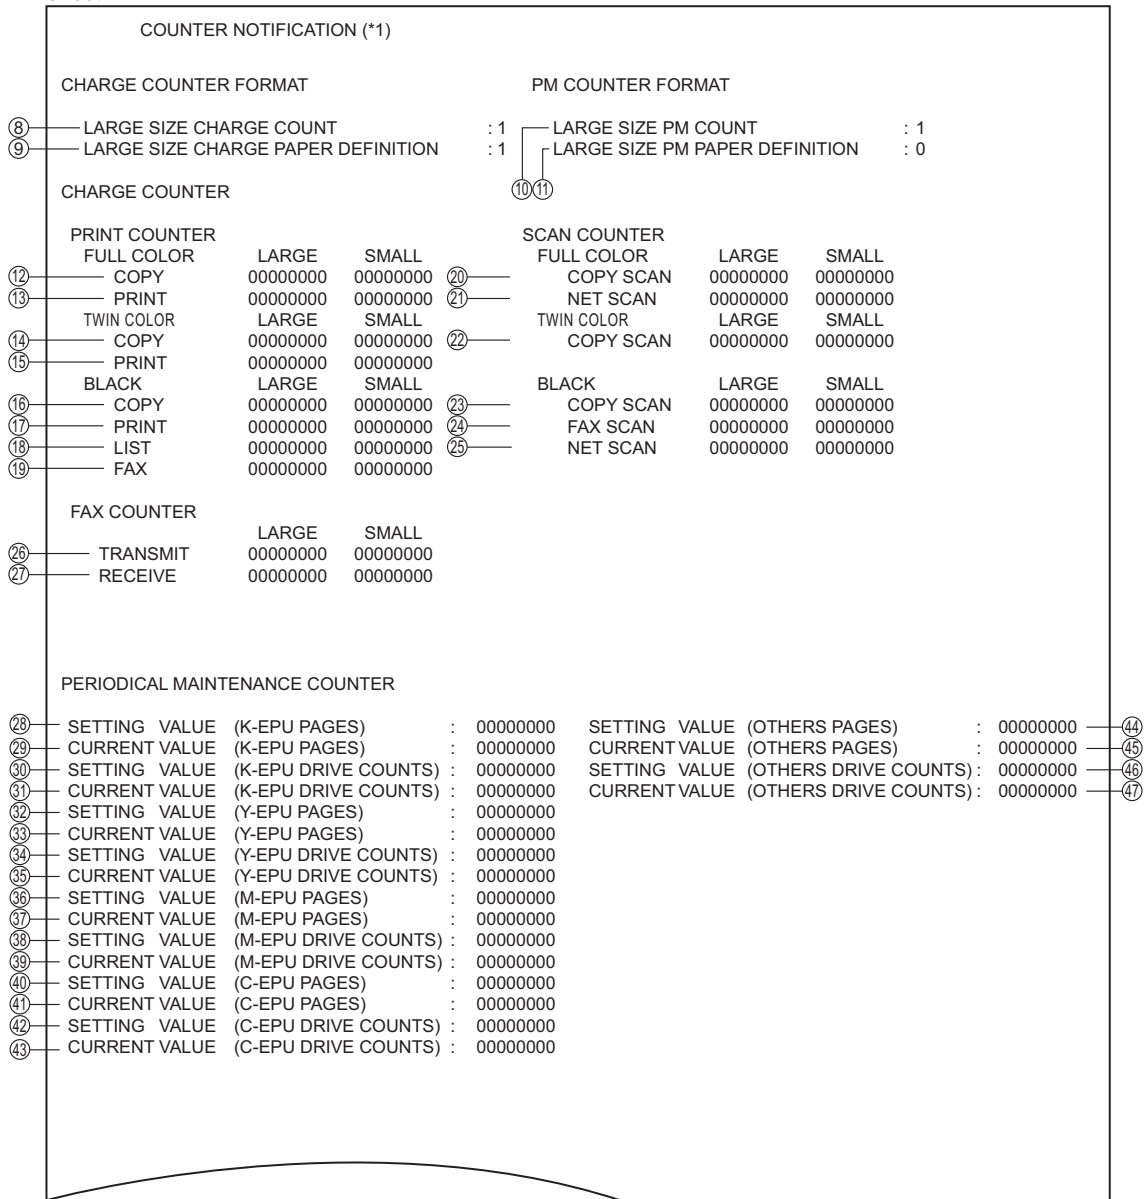 COUNTER NOTIFICATION (*1)
CHARGE COUNTER FORMAT PM COUNTER FORMAT
⑧ LARGE SIZE CHARGE COUNT : 1 LARGE SIZE PM COUNT : 1
⑨ LARGE SIZE CHARGE PAPER DEFINITION : 1 LARGE SIZE PM PAPER DEFINITION : 0
⑩⑪
CHARGE COUNTER
PRINT COUNTER SCAN COUNTER
FULL COLOR LARGE SMALL FULL COLOR LARGE SMALL
⑫ COPY 00000000 00000000 ⑳ COPY SCAN 00000000 00000000
⑬ PRINT 00000000 00000000 ㉑ NET SCAN 00000000 00000000
TWIN COLOR LARGE SMALL TWIN COLOR LARGE SMALL
⑭ COPY 00000000 00000000 ㉒ COPY SCAN 00000000 00000000
⑮ PRINT 00000000 00000000
BLACK LARGE SMALL BLACK LARGE SMALL
⑯ COPY 00000000 00000000 ㉓ COPY SCAN 00000000 00000000
⑰ PRINT 00000000 00000000 ㉔ FAX SCAN 00000000 00000000
⑱ LIST 00000000 00000000 ㉕ NET SCAN 00000000 00000000
⑲ FAX 00000000 00000000
FAX COUNTER
LARGE SMALL
㉖ TRANSMIT 00000000 00000000
㉗ RECEIVE 00000000 00000000
PERIODICAL MAINTENANCE COUNTER
㉘ SETTING VALUE (K-EPU PAGES) : 00000000 SETTING VALUE (OTHERS PAGES) : 00000000 ㊹
㉙ CURRENT VALUE (K-EPU PAGES) : 00000000 CURRENT VALUE (OTHERS PAGES) : 00000000 ㊺
㉚ SETTING VALUE (K-EPU DRIVE COUNTS) : 00000000 SETTING VALUE (OTHERS DRIVE COUNTS) : 00000000 ㊻
㉛ CURRENT VALUE (K-EPU DRIVE COUNTS) : 00000000 CURRENT VALUE (OTHERS DRIVE COUNTS) : 00000000 ㊼
㉜ SETTING VALUE (Y-EPU PAGES) : 00000000
㉝ CURRENT VALUE (Y-EPU PAGES) : 00000000
㉞ SETTING VALUE (Y-EPU DRIVE COUNTS) : 00000000
㉟ CURRENT VALUE (Y-EPU DRIVE COUNTS) : 00000000
㊱ SETTING VALUE (M-EPU PAGES) : 00000000
㊲ CURRENT VALUE (M-EPU PAGES) : 00000000
㊳ SETTING VALUE (M-EPU DRIVE COUNTS) : 00000000
㊴ CURRENT VALUE (M-EPU DRIVE COUNTS) : 00000000
㊵ SETTING VALUE (C-EPU PAGES) : 00000000
㊶ CURRENT VALUE (C-EPU PAGES) : 00000000
㊷ SETTING VALUE (C-EPU DRIVE COUNTS) : 00000000
㊸ CURRENT VALUE (C-EPU DRIVE COUNTS) : 00000000